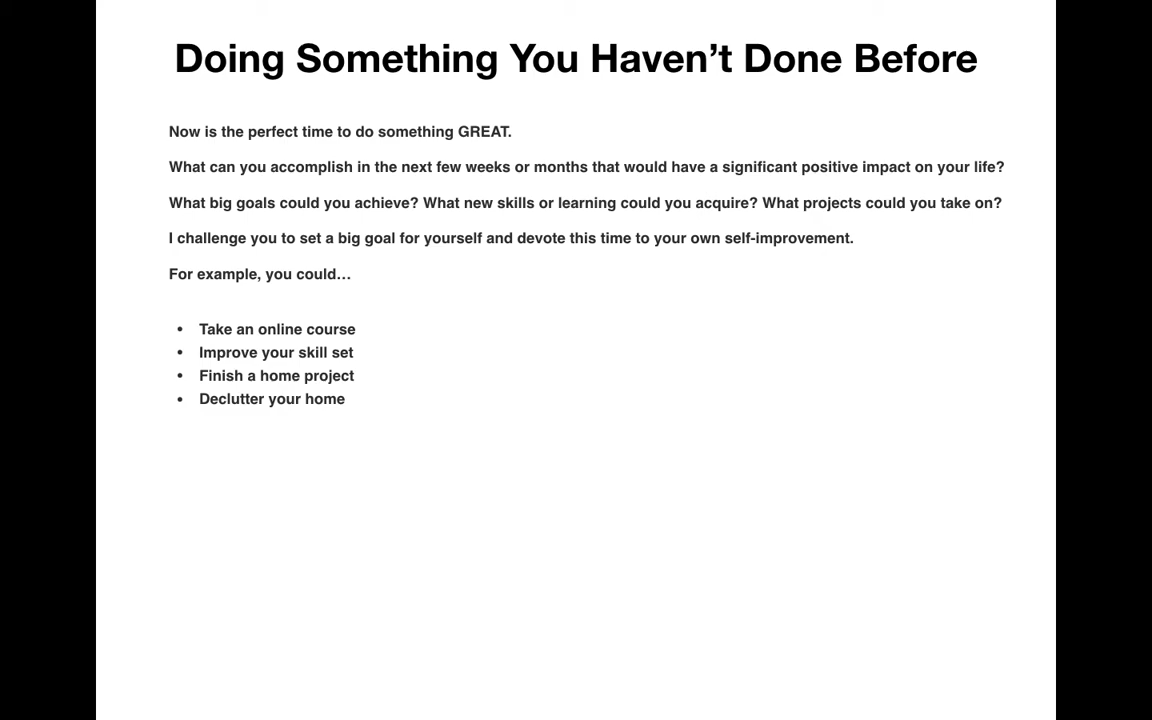 Doing Something You Haven’t Done Before
Now is the perfect time to do something GREAT.
What can you accomplish in the next few weeks or months that would have a significant positive impact on your life?
What big goals could you achieve? What new skills or learning could you acquire? What projects could you take on?
I challenge you to set a big goal for yourself and devote this time to your own self-improvement.
For example, you could…
• Take an online course
• Improve your skill set
• Finish a home project
• Declutter your home